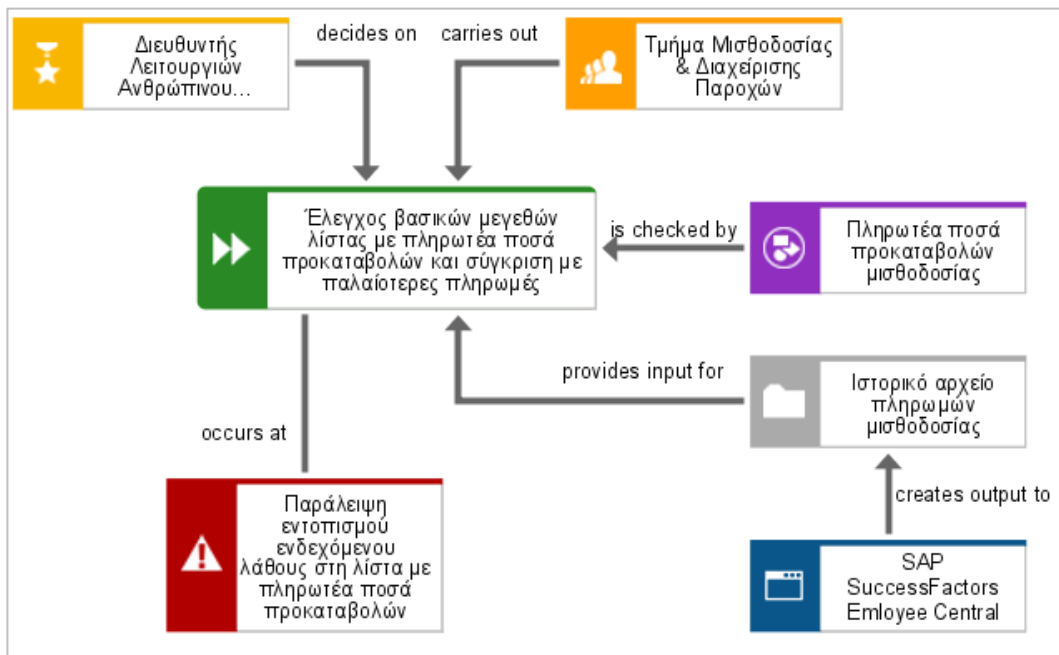 Διευθυντής
Λειτουργιών
Ανθρώπινου...
decides on
carries out
Τμήμα Μισθοδοσίας
& Διαχείρισης
Παροχών
Έλεγχος βασικών μεγεθών
λίστας με πληρωτέα ποσά
προκαταβολών και σύγκριση με
παλαίοτερες πληρωμές
is checked by
Πληρωτέα ποσά
προκαταβολών
μισθοδοσίας
provides input for
Ιστορικό αρχείο
πληρωμών
μισθοδοσίας
occurs at
creates output to
Παράλειψη
εντοπισμού
ενδεχόμενου
λάθους στη λίστα με
πληρωτέα ποσά
προκαταβολών
SAP
SuccessFactors
Emloyee Central